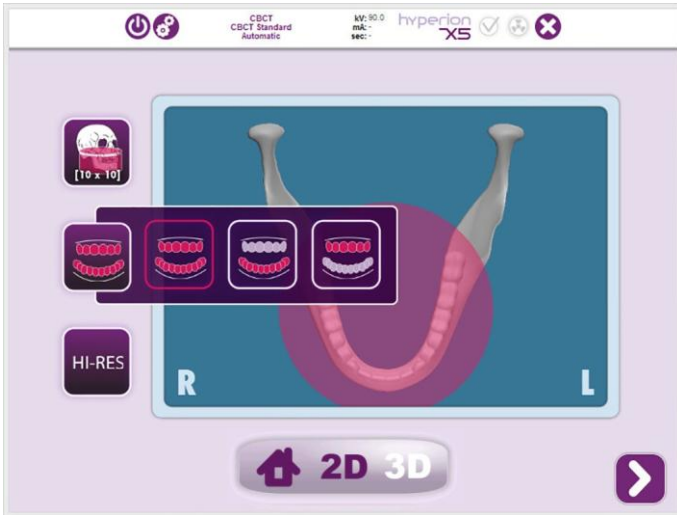 CBCT
CBCT Standard
Automatic
kV: 90.0
mA: -
sec: -
hyperion
X5
[10 x 10]
HI-RES
R
L
2D 3D